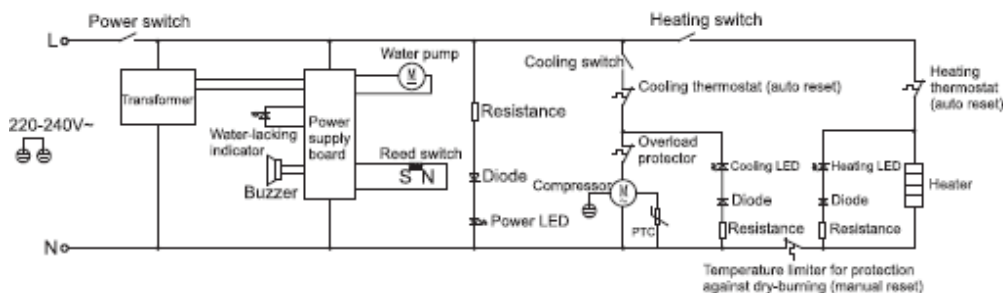 Power switch
Heating switch
L
Water pump
M
Cooling switch
Cooling thermostat (auto reset)
Heating
thermostat
(auto reset)
Transformer
Resistance
220-240V~
Water-lacking
indicator
Power
supply
board
Overload
protector
Reed switch
S N
Buzzer
Diode
Compressor
M
Cooling LED
Heating LED
Heater
Diode
Diode
Power LED
PTC
Resistance
Resistance
N
Temperature limiter for protection
against dry-burning (manual reset)